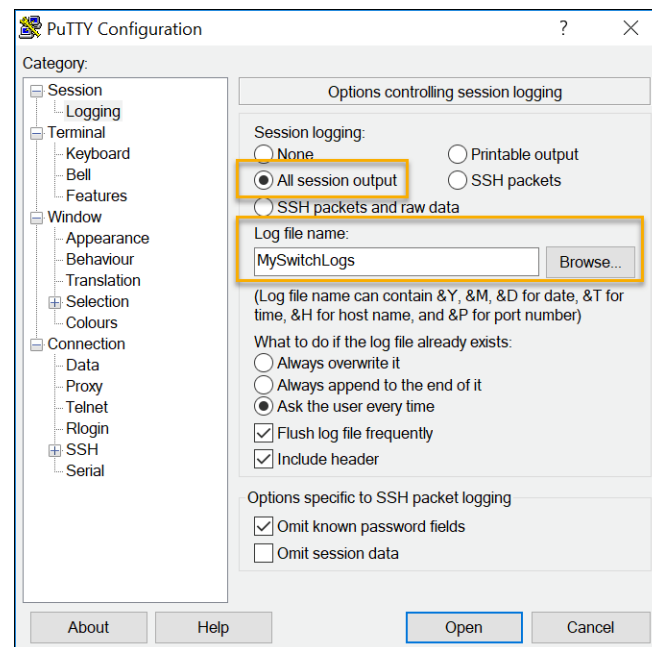 PuTTY Configuration ? ×
Category:
Session
Logging
Terminal
Keyboard
Bell
Features
Window
Appearance
Behaviour
Translation
Selection
Colours
Connection
Data
Proxy
Telnet
Rlogin
SSH
Serial
Options controlling session logging
Session logging:
None Printable output
All session output SSH packets
SSH packets and raw data
Log file name:
MySwitchLogs Browse...
(Log file name can contain &Y, &M, &D for date, &T for
time, &H for host name, and &P for port number)
What to do if the log file already exists:
Always overwrite it
Always append to the end of it
Ask the user every time
Flush log file frequently
Include header
Options specific to SSH packet logging
Omit known password fields
Omit session data
About Help Open Cancel